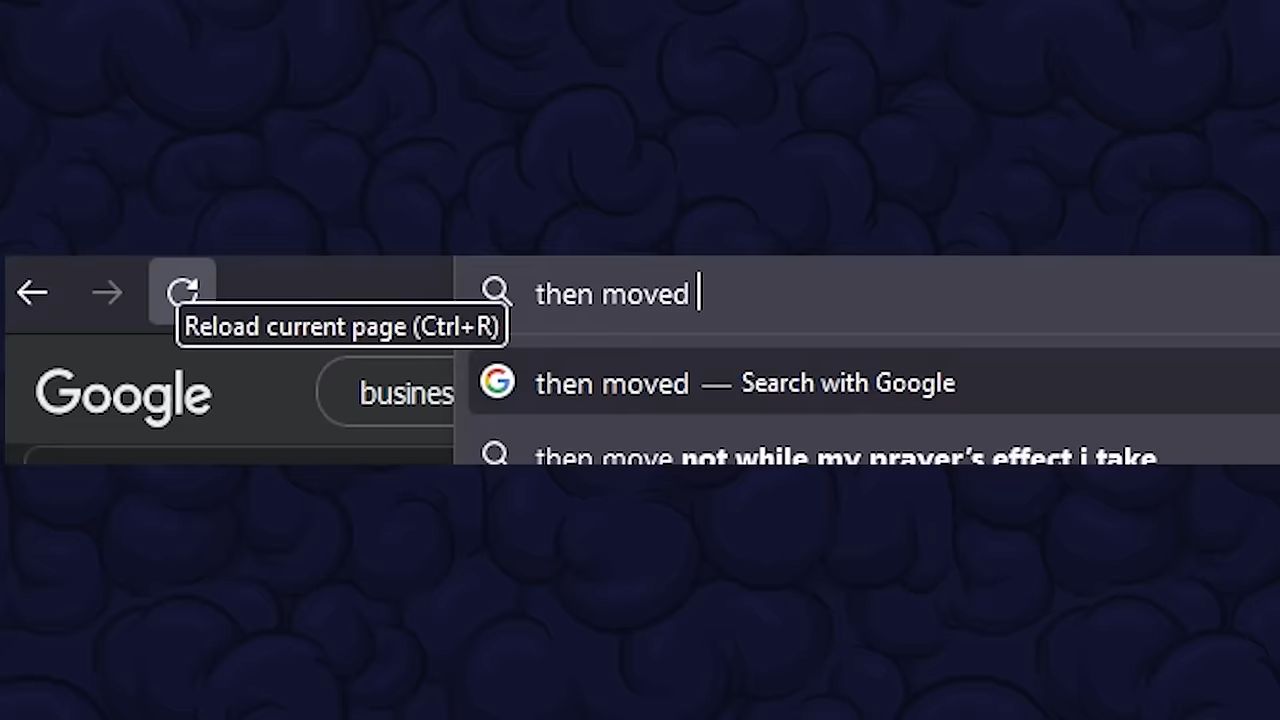 then moved
Reload current page (Ctrl+R)
Google
busines
then moved — Search with Google
then move not while my prayer's effect i take